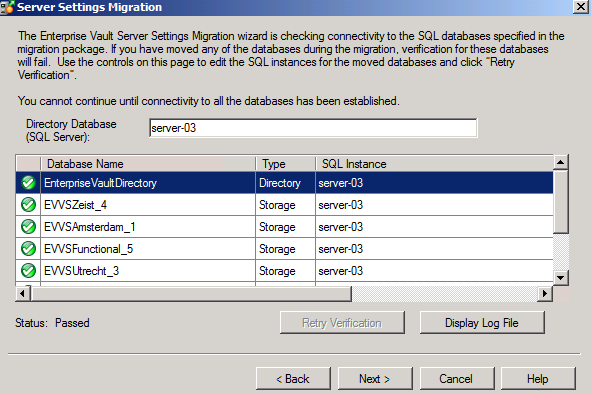 Server Settings Migration
The Enterprise Vault Server Settings Migration wizard is checking connectivity to the SQL databases specified in the
migration package. If you have moved any of the databases during the migration, verification for these databases
will fail. Use the controls on this page to edit the SQL instances for the moved databases and click "Retry
Verification".
You cannot continue until connectivity to all the databases has been established.
Directory Database
(SQL Server):
server-03
Database Name Type SQL Instance
EnterpriseVaultDirectory Directory server-03
EVVSZeist_4 Storage server-03
EVVSAmsterdam_1 Storage server-03
EVVSFunctional_5 Storage server-03
EVVSUtrecht_3 Storage server-03
Status: Passed
Retry Verification
Display Log File
< Back
Next >
Cancel
Help